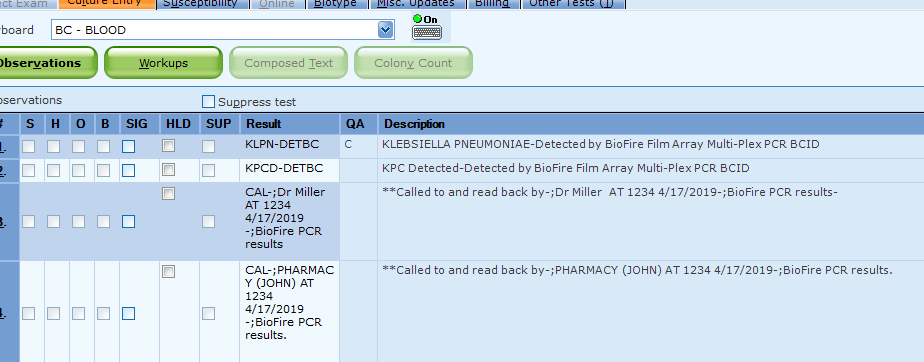 ect Exam Culture Entry Susceptibility Online Biotype Misc. Updates Billing Other Tests (1)
board BC - BLOOD On
Observations Workups Composed Text Colony Count
bservations Suppress test
# S H O B SIG HLD SUP Result QA Description
1. KLPN-DETBC C KLEBSIELLA PNEUMONIAE-Detected by BioFire Film Array Multi-Plex PCR BCID
2. KPCD-DETBC KPC Detected-Detected by BioFire Film Array Multi-Plex PCR BCID
3. CAL-;Dr Miller **Called to and read back by-;Dr Miller  AT 1234 4/17/2019-;BioFire PCR results-
AT 1234
4/17/2019
-;BioFire PCR
results
4. CAL-;PHARMAC **Called to and read back by-;PHARMACY (JOHN) AT 1234 4/17/2019-;BioFire PCR results.
Y (JOHN) AT
1234
4/17/2019
-;BioFire PCR
results.